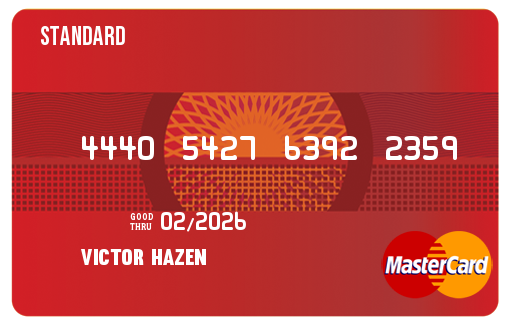 STANDARD
4440 5427 6392 2359
GOOD THRU 02/2026
VICTOR HAZEN
MasterCard